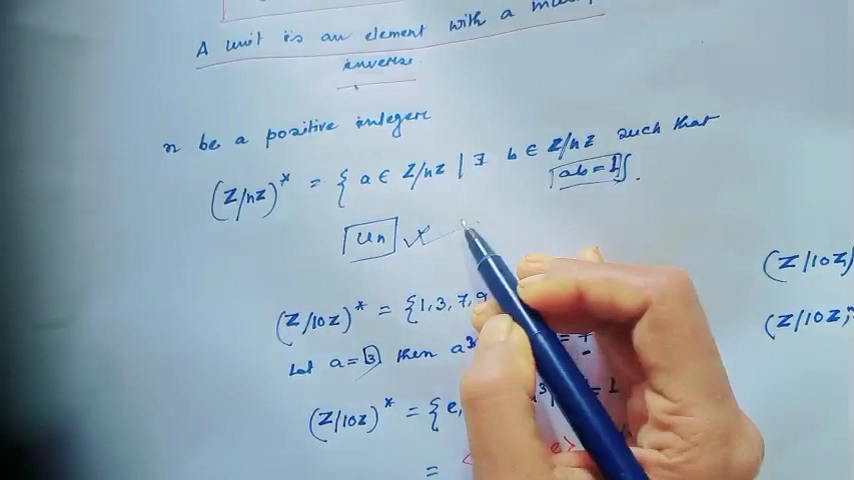 A unit is an element with a
inverse.
n be a positive integer
(Z/nZ)* = { a ∈ Z/nZ | ∃ b ∈ Z/nZ such that
ab = 1 }.
Un
(Z/10Z)* = {1, 3, 7, 9
Let a = 3 then a
(Z/10Z)* = {e,
=
(Z/10Z)
(Z/10Z,